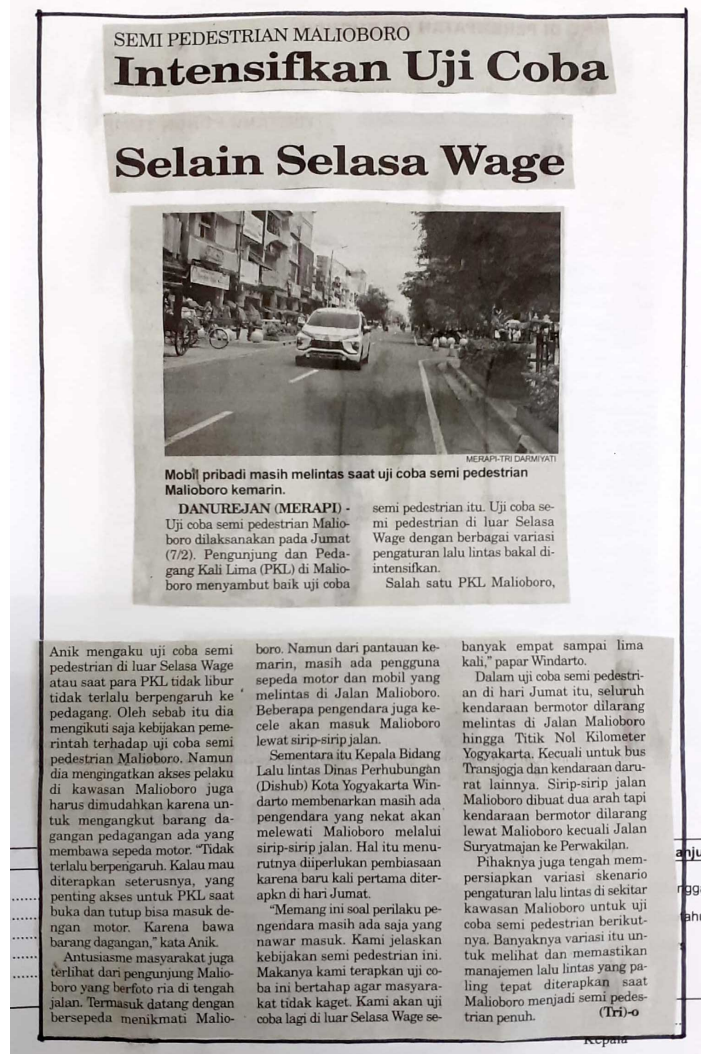 SEMI PEDESTRIAN MALIOBORO
Intensifkan Uji Coba
Selain Selasa Wage
MERAPI-TRI DARMIYATI
Mobil pribadi masih melintas saat uji coba semi pedestrian
Malioboro kemarin.
DANUREJAN (MERAPI) -
Uji coba semi pedestrian Malio-
boro dilaksanakan pada Jumat
(7/2). Pengunjung dan Peda-
gang Kali Lima (PKL) di Malio-
boro menyambut baik uji coba
semi pedestrian itu. Uji coba se-
mi pedestrian di luar Selasa
Wage dengan berbagai variasi
pengaturan lalu lintas bakal di-
intensifkan.
Salah satu PKL Malioboro,
Anik mengaku uji coba semi
pedestrian di luar Selasa Wage
atau saat para PKL tidak libur
tidak terlalu berpengaruh ke
pedagang. Oleh sebab itu dia
mengikuti saja kebijakan peme-
rintah terhadap uji coba semi
pedestrian Malioboro. Namun
dia mengingatkan akses pelaku
di kawasan Malioboro juga
harus dimudahkan karena un-
tuk mengangkut barang da-
gangan pedagangan ada yang
membawa sepeda motor. “Tidak
terlalu berpengaruh. Kalau mau
diterapkan seterusnya, yang
penting akses untuk PKL saat
buka dan tutup bisa masuk de-
ngan motor. Karena bawa
barang dagangan,” kata Anik.
Antusiasme masyarakat juga
terlihat dari pengunjung Malio-
boro yang berfoto ria di tengah
jalan. Termasuk datang dengan
bersepeda menikmati Malio-
boro. Namun dari pantauan ke-
marin, masih ada pengguna
sepeda motor dan mobil yang
melintas di Jalan Malioboro.
Beberapa pengendara juga ke-
cele akan masuk Malioboro
lewat sirip-sirip jalan.
Sementara itu Kepala Bidang
Lalu lintas Dinas Perhubungan
(Dishub) Kota Yogyakarta Win-
darto membenarkan masih ada
pengendara yang nekat akan
melewati Malioboro melalui
sirip-sirip jalan. Hal itu menu-
rutnya diiperlukan pembiasaan
karena baru kali pertama diter-
apkn di hari Jumat.
“Memang ini soal perilaku pe-
ngendara masih ada saja yang
nawar masuk. Kami jelaskan
kebijakan semi pedestrian ini.
Makanya kami terapkan uji co-
ba ini bertahap agar masyara-
kat tidak kaget. Kami akan uji
coba lagi di luar Selasa Wage se-
banyak empat sampai lima
kali,” papar Windarto.
Dalam uji coba semi pedestri-
an di hari Jumat itu, seluruh
kendaraan bermotor dilarang
melintas di Jalan Malioboro
hingga Titik Nol Kilometer
Yogyakarta. Kecuali untuk bus
Transjogja dan kendaraan daru-
rat lainnya. Sirip-sirip jalan
Malioboro dibuat dua arah tapi
kendaraan bermotor dilarang
lewat Malioboro kecuali Jalan
Suryatmajan ke Perwakilan.
Pihaknya juga tengah mem-
persiapkan variasi skenario
pengaturan lalu lintas di sekitar
kawasan Malioboro untuk uji
coba semi pedestrian berikut-
nya. Banyaknya variasi itu un-
tuk melihat dan memastikan
manajemen lalu lintas yang pa-
ling tepat diterapkan saat
Malioboro menjadi semi pedes-
trian penuh. (Tri)-o
Kepala